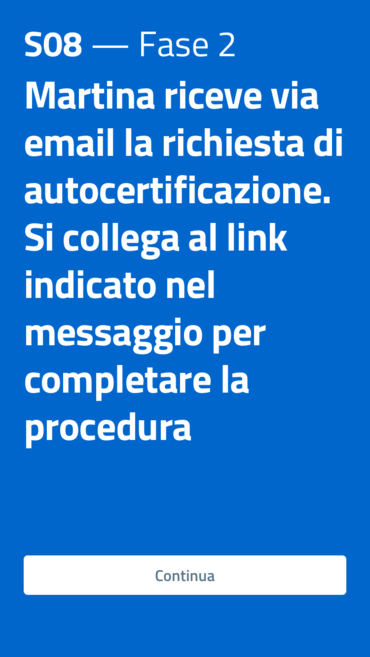 S08 — Fase 2
Martina riceve via
email la richiesta di
autocertificazione.
Si collega al link
indicato nel
messaggio per
completare la
procedura
Continua